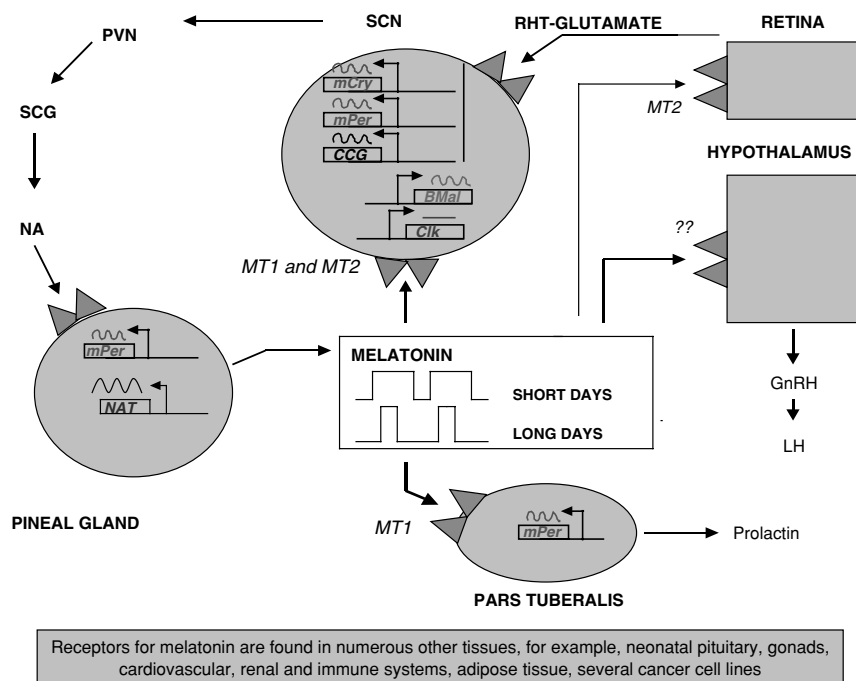 SCN
RHT-GLUTAMATE
RETINA
PVN
SCG
NA
mCry
mPer
CCG
BMal
Clk
MT2
HYPOTHALAMUS
??
MT1 and MT2
mPer
NAT
MELATONIN
SHORT DAYS
LONG DAYS
GnRH
LH
PINEAL GLAND
MT1
mPer
Prolactin
PARS TUBERALIS
Receptors for melatonin are found in numerous other tissues, for example, neonatal pituitary, gonads,
cardiovascular, renal and immune systems, adipose tissue, several cancer cell lines